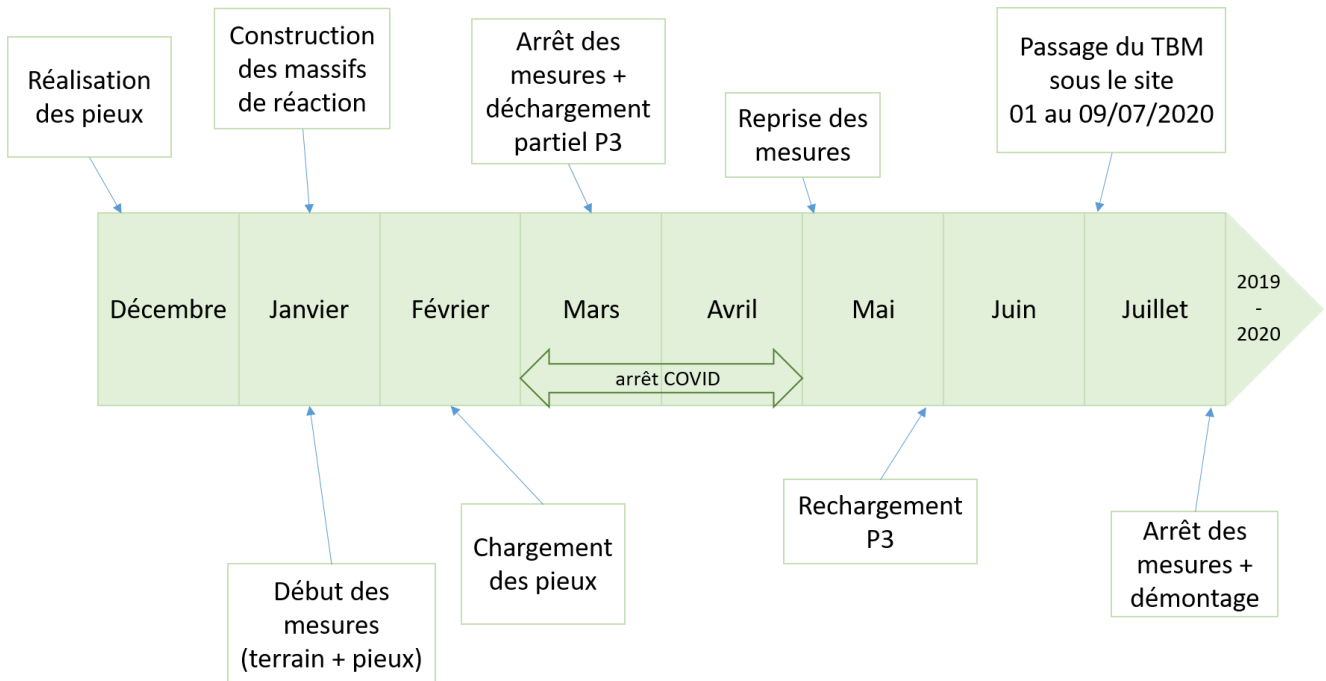 Réalisation
des pieux
Construction
des massifs
de réaction
Arrêt des
mesures +
déchargement
partiel P3
Reprise des
mesures
Passage du TBM
sous le site
01 au 09/07/2020
Décembre
Janvier
Février
Mars
Avril
Mai
Juin
Juillet
2019
-
2020
arrêt COVID
Début des
mesures
(terrain + pieux)
Chargement
des pieux
Rechargement
P3
Arrêt des
mesures +
démontage